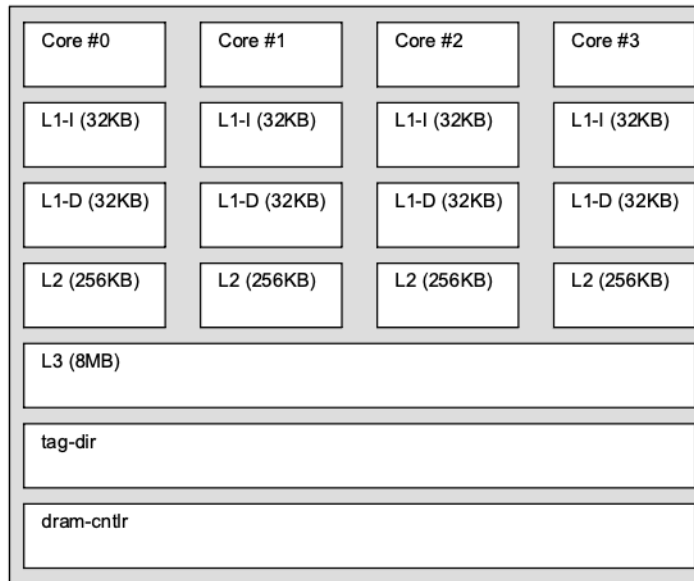 Core #0 Core #1 Core #2 Core #3
L1-I (32KB) L1-I (32KB) L1-I (32KB) L1-I (32KB)
L1-D (32KB) L1-D (32KB) L1-D (32KB) L1-D (32KB)
L2 (256KB) L2 (256KB) L2 (256KB) L2 (256KB)
L3 (8MB)
tag-dir
dram-cntlr